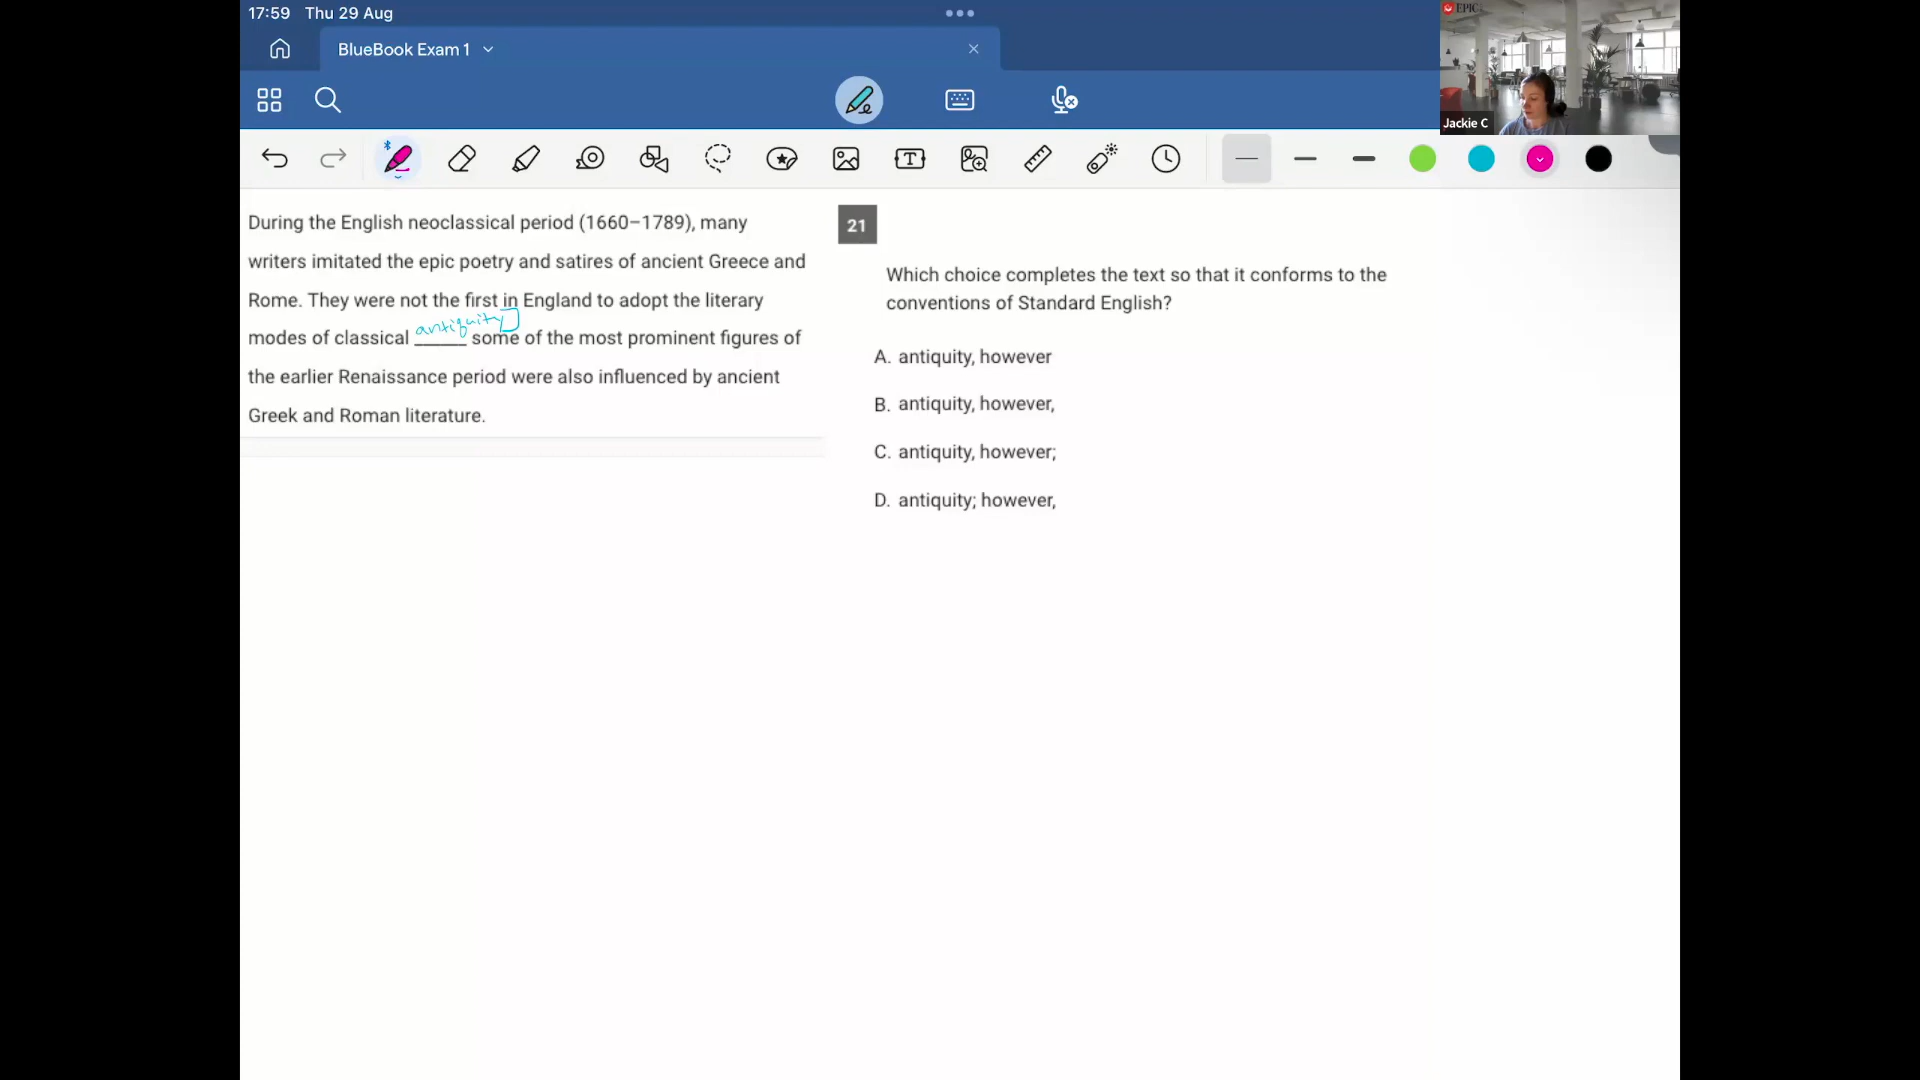 17:59 Thu 29 Aug
BlueBook Exam 1
EPIC
Jackie C
During the English neoclassical period (1660–1789), many
writers imitated the epic poetry and satires of ancient Greece and
Rome. They were not the first in England to adopt the literary
antiquity
modes of classical ______ some of the most prominent figures of
the earlier Renaissance period were also influenced by ancient
Greek and Roman literature.
21
Which choice completes the text so that it conforms to the
conventions of Standard English?
A. antiquity, however
B. antiquity, however,
C. antiquity, however;
D. antiquity; however,